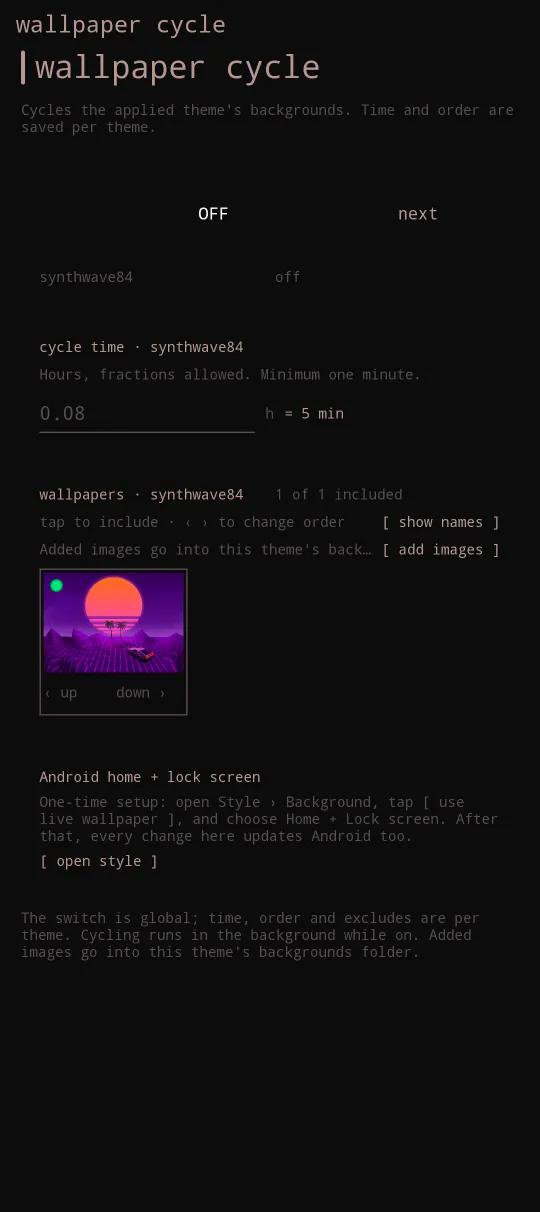 wallpaper cycle
wallpaper cycle
Cycles the applied theme's backgrounds. Time and order are
saved per theme.
OFF next
synthwave84 off
cycle time · synthwave84
Hours, fractions allowed. Minimum one minute.
0.08 h = 5 min
wallpapers · synthwave84 1 of 1 included
tap to include · ‹ › to change order [ show names ]
Added images go into this theme's back… [ add images ]
‹ up down ›
Android home + lock screen
One-time setup: open Style › Background, tap [ use
live wallpaper ], and choose Home + Lock screen. After
that, every change here updates Android too.
[ open style ]
The switch is global; time, order and excludes are per
theme. Cycling runs in the background while on. Added
images go into this theme's backgrounds folder.